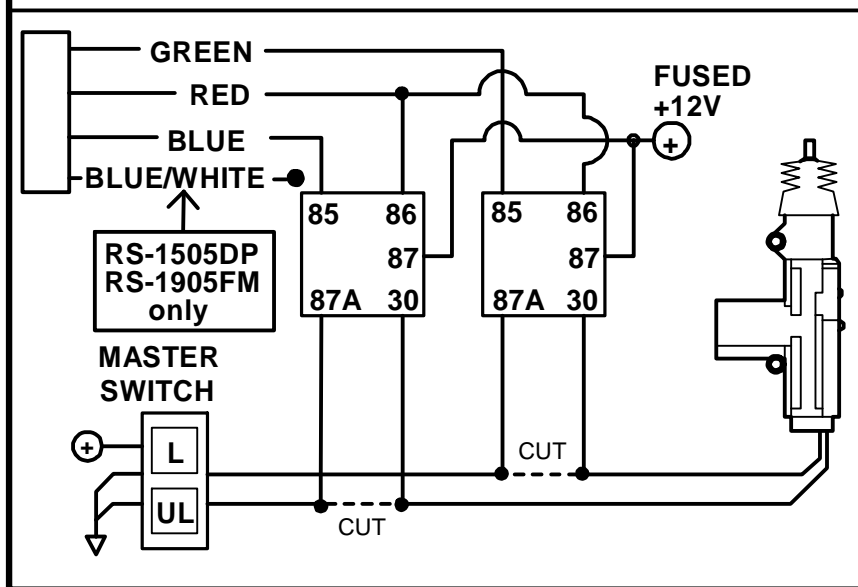 GREEN
RED
BLUE
BLUE/WHITE
FUSED
+12V
+
85 86
87
87A 30
85 86
87
87A 30
RS-1505DP
RS-1905FM
only
MASTER
SWITCH
+
L
UL
CUT
CUT